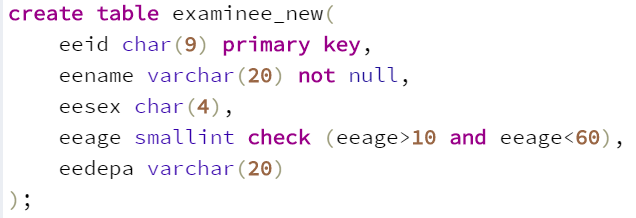 create table examinee_new(
    eeid char(9) primary key,
    eename varchar(20) not null,
    eesex char(4),
    eeage smallint check (eeage>10 and eeage<60),
    eedepa varchar(20)
);